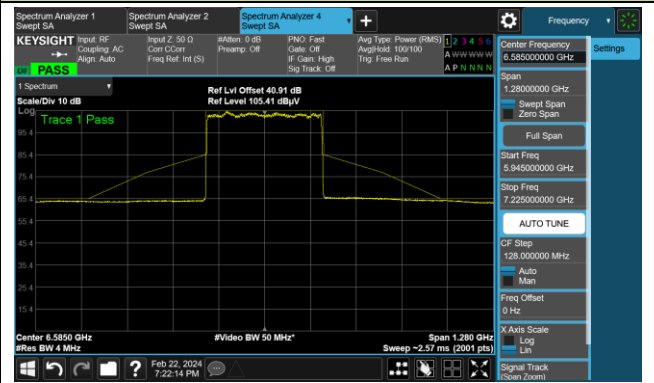 Spectrum Analyzer 1
Swept SA
Spectrum Analyzer 2
Swept SA
Spectrum Analyzer 4
Swept SA
Frequency
KEYSIGHT
Input: RF
Coupling: AC
Align: Auto
Input Z: 50 Ω
Corr CCorr
Freq Ref: Int (S)
#Atten: 0 dB
Preamp: Off
PNO: Fast
Gate: Off
IF Gain: High
Sig Track: Off
Avg Type: Power (RMS)
Avg|Hold: 100/100
Trig: Free Run
1 2 3 4 5 6
A W W W W W
A P N N N N
PASS
1 Spectrum
Scale/Div 10 dB
Ref Lvl Offset 40.91 dB
Ref Level 105.41 dBµV
Log
Trace 1 Pass
95.4
85.4
75.4
65.4
55.4
45.4
35.4
25.4
15.4
Center 6.5850 GHz
#Res BW 4 MHz
#Video BW 50 MHz*
Span 1.280 GHz
Sweep ~2.57 ms (2001 pts)
Feb 22, 2024
7:22:14 PM
Center Frequency
6.585000000 GHz
Settings
Span
1.28000000 GHz
Swept Span
Zero Span
Full Span
Start Freq
5.945000000 GHz
Stop Freq
7.225000000 GHz
AUTO TUNE
CF Step
128.000000 MHz
Auto
Man
Freq Offset
0 Hz
X Axis Scale
Log
Lin
Signal Track
(Span Zoom)